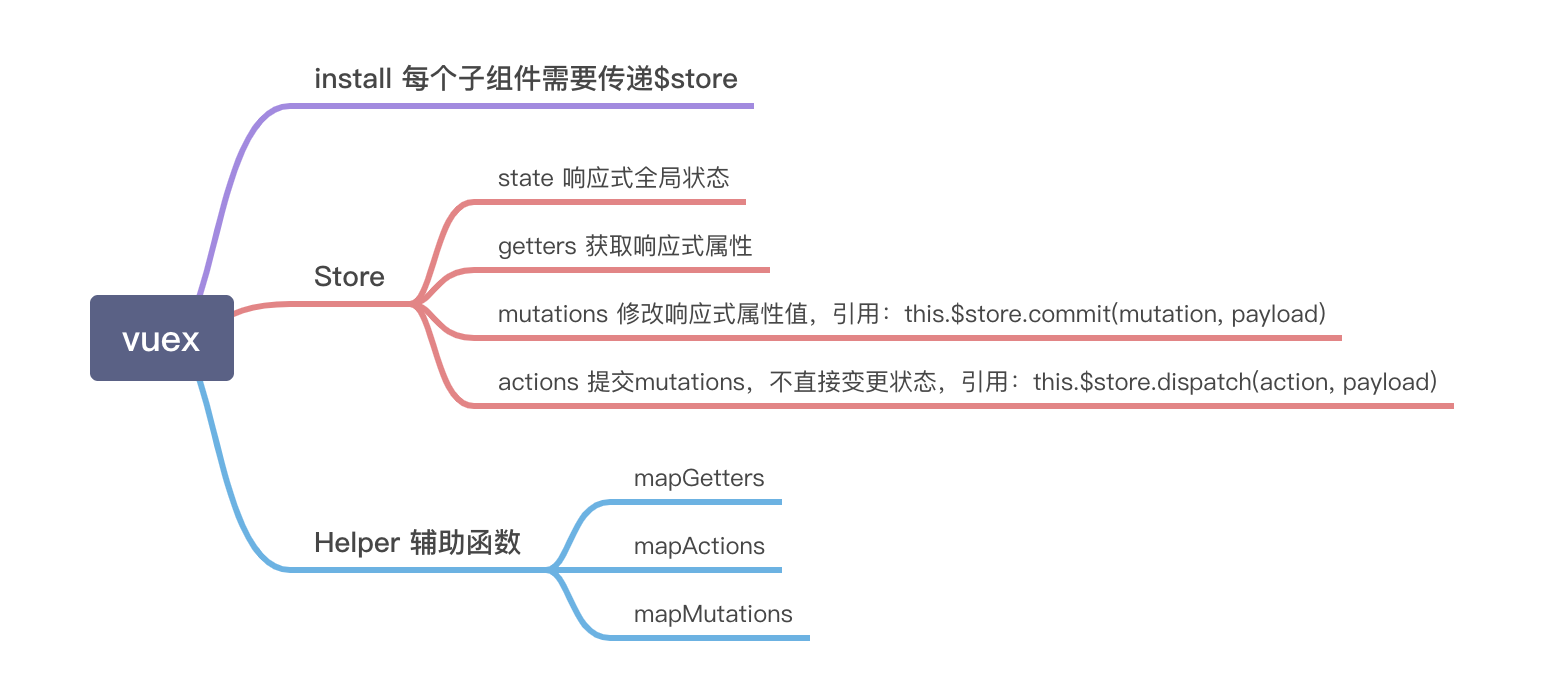 install 每个子组件需要传递$store
state 响应式全局状态
getters 获取响应式属性
Store
mutations 修改响应式属性值，引用：this.$store.commit(mutation, payload)
vuex
actions 提交mutations，不直接变更状态，引用：this.$store.dispatch(action, payload)
mapGetters
Helper 辅助函数
mapActions
mapMutations